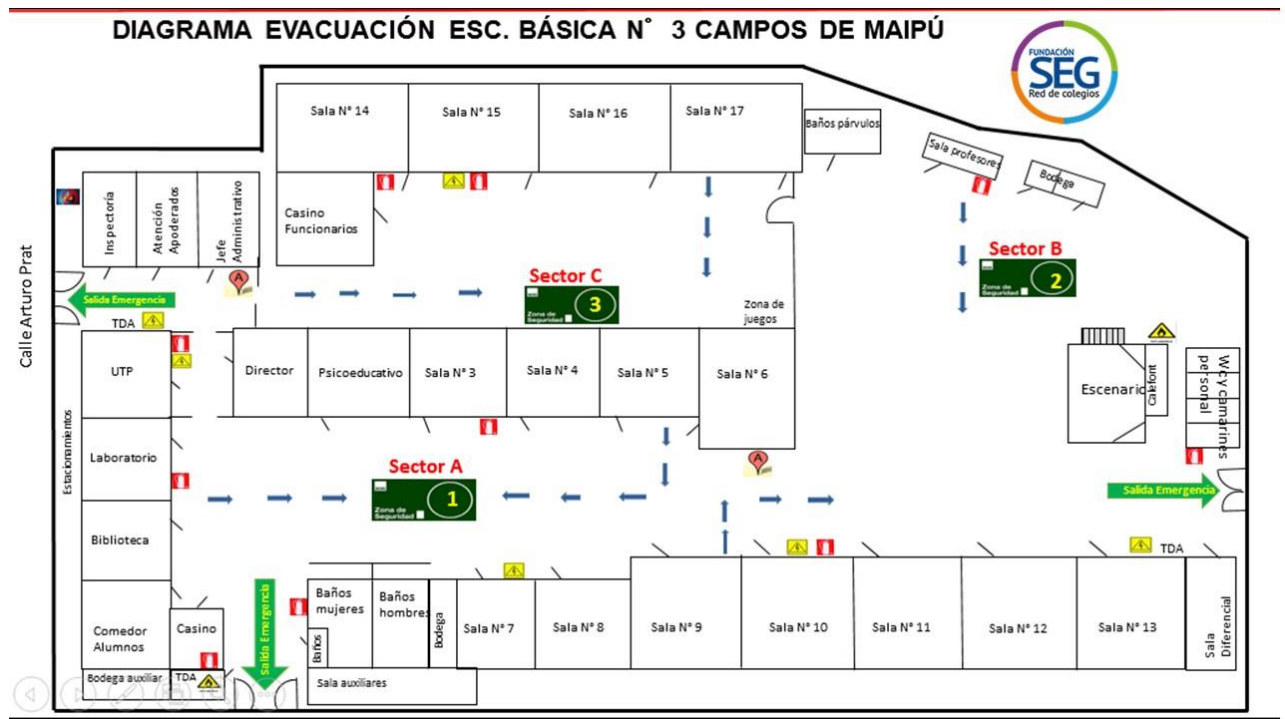 DIAGRAMA EVACUACIÓN ESC. BÁSICA N° 3 CAMPOS DE MAIPÚ
FUNDACIÓN
SEG
Red de colegios
Sala N° 14
Sala N° 15
Sala N° 16
Sala N° 17
Baños párvulos
Sala profesores
Bodega
Inspectoría
Atención
Apoderados
Jefe
Administrativo
Casino
Funcionarios
Calle Arturo Prat
Salida Emergencia
A
Sector C
Zona de
Seguridad
3
Zona de
juegos
Sector B
Zona de
Seguridad
2
TDA
UTP
Director
Psicoeducativo
Sala N° 3
Sala N° 4
Sala N° 5
Sala N° 6
Escenario
Calefont
Wc y camarines
personal
Estacionamientos
Laboratorio
Sector A
Zona de
Seguridad
1
A
Salida Emergencia
Biblioteca
TDA
Comedor
Alumnos
Casino
Salida Emergencia
Baños
mujeres
Baños
hombres
Baños
Bodega
Sala N° 7
Sala N° 8
Sala N° 9
Sala N° 10
Sala N° 11
Sala N° 12
Sala N° 13
Sala
Diferencial
Bodega auxiliar
TDA
Sala auxiliares